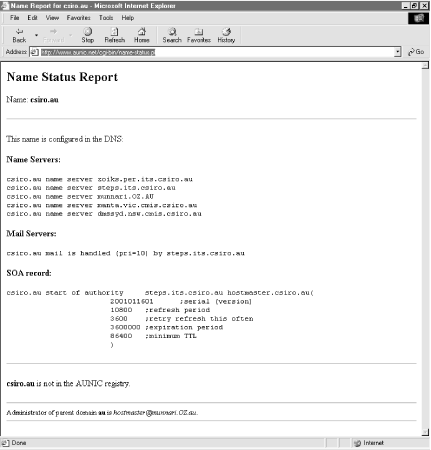 Name Report for csiro.au - Microsoft Internet Explorer
File Edit View Favorites Tools Help
Back Forward Stop Refresh Home Search Favorites History
Address http://www.aunic.net/cgi-bin/name-status.pl Go
Name Status Report
Name: csiro.au
This name is configured in the DNS:
Name Servers:
csiro.au name server zoiks.per.its.csiro.au
csiro.au name server steps.its.csiro.au
csiro.au name server munnari.OZ.AU
csiro.au name server manta.vic.cmis.csiro.au
csiro.au name server dmssyd.nsw.cmis.csiro.au
Mail Servers:
csiro.au mail is handled (pri=10) by steps.its.csiro.au
SOA record:
csiro.au start of authority steps.its.csiro.au hostmaster.csiro.au(
2001011601 ;serial (version)
10800 ;refresh period
3600 ;retry refresh this often
3600000 ;expiration period
86400 ;minimum TTL
)
csiro.au is not in the AUNIC registry.
Administrator of parent domain au is hostmaster@munnari.OZ.au.
Done Internet